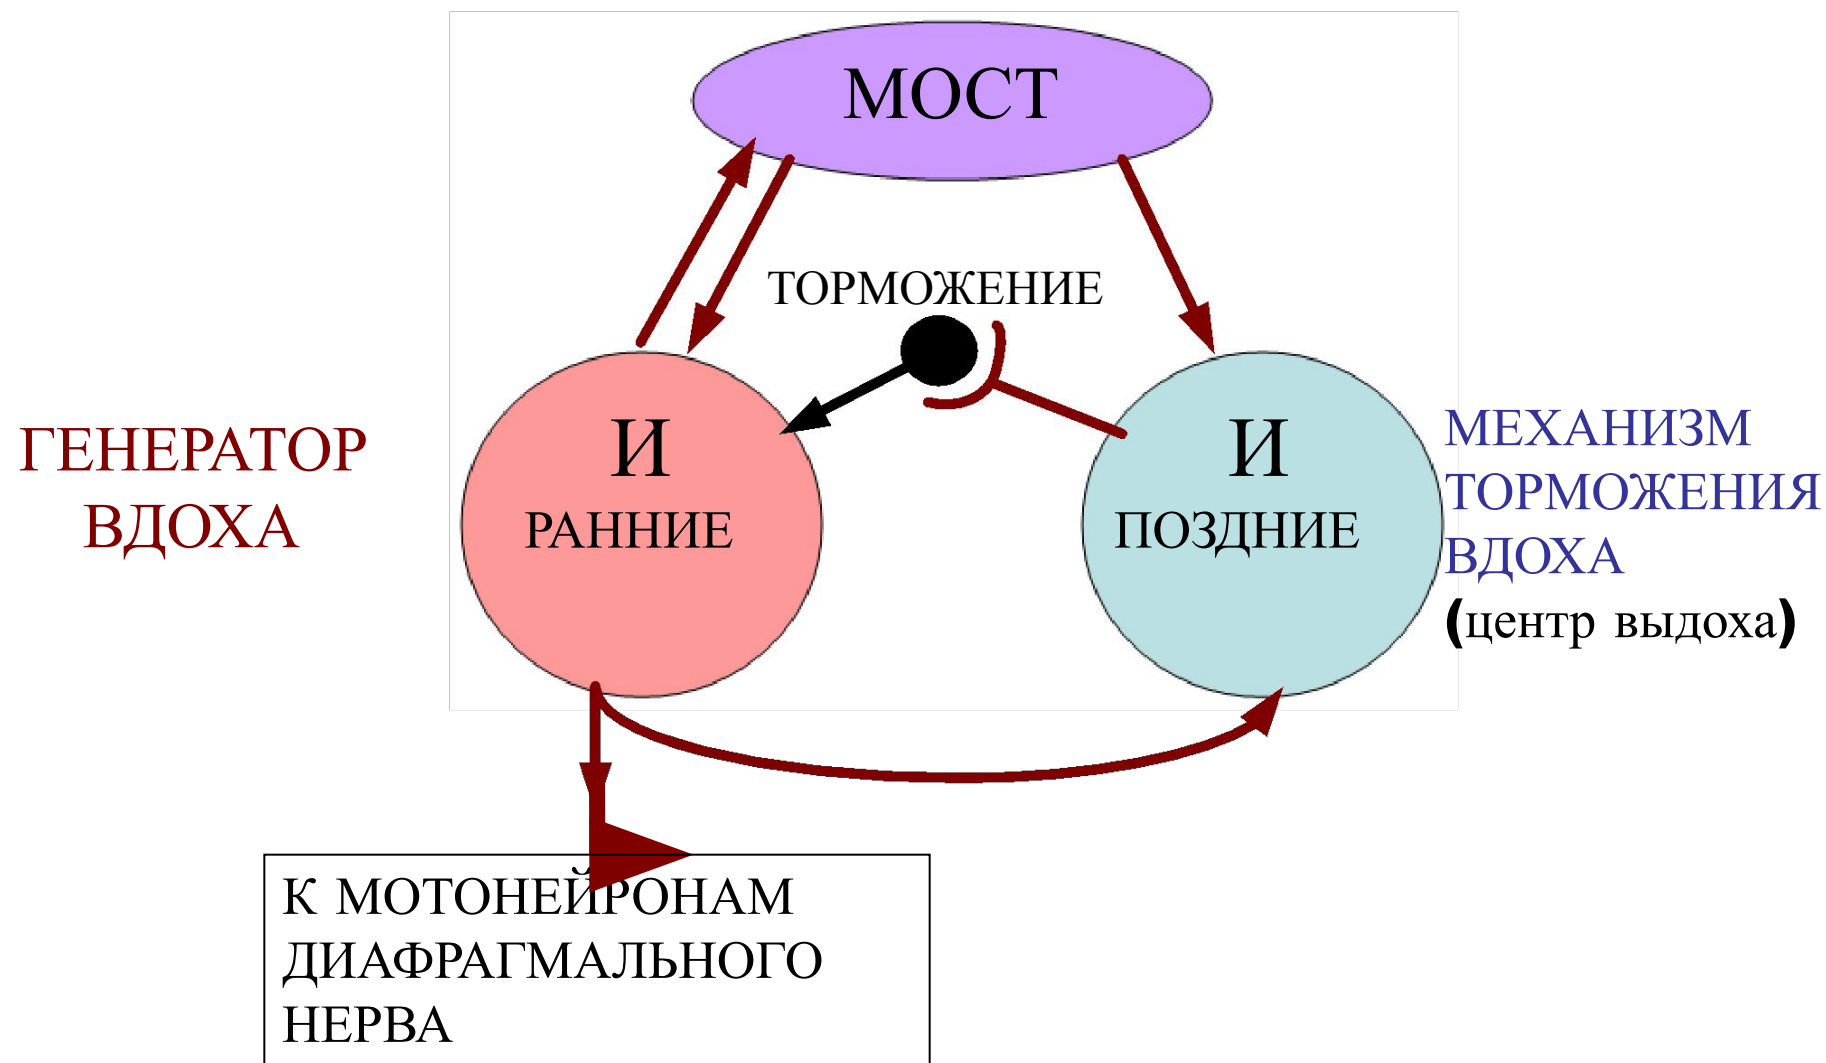 МОСТ
ТОРМОЖЕНИЕ
ГЕНЕРАТОР
ВДОХА
И
РАННИЕ
И
ПОЗДНИЕ
МЕХАНИЗМ
ТОРМОЖЕНИЯ
ВДОХА
(центр выдоха)
К МОТОНЕЙРОНАМ
ДИАФРАГМАЛЬНОГО
НЕРВА